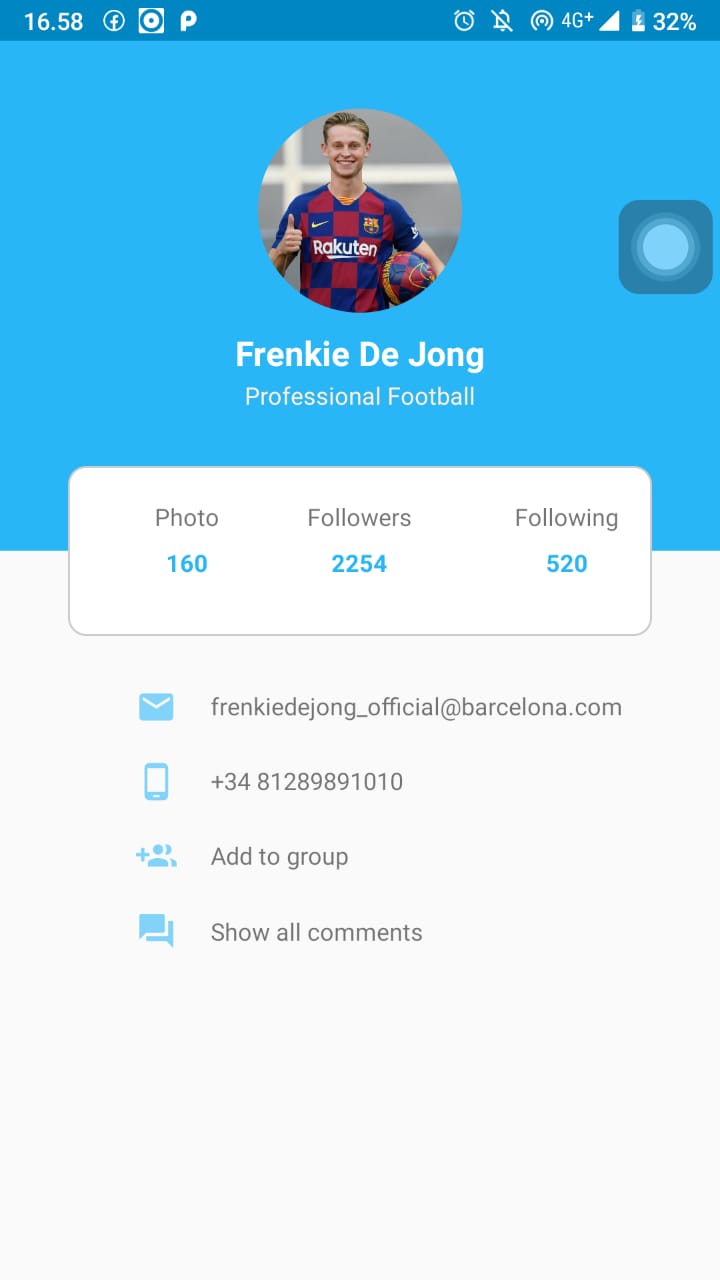 16.58 4G+ 32%
Rakuten
Frenkie De Jong
Professional Football
Photo Followers Following
160 2254 520
frenkiedejong_official@barcelona.com
+34 81289891010
Add to group
Show all comments